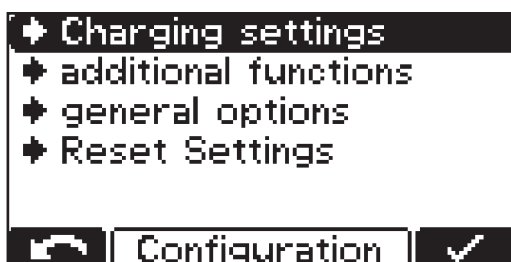 Charging settings
additional functions
general options
Reset Settings
Configuration